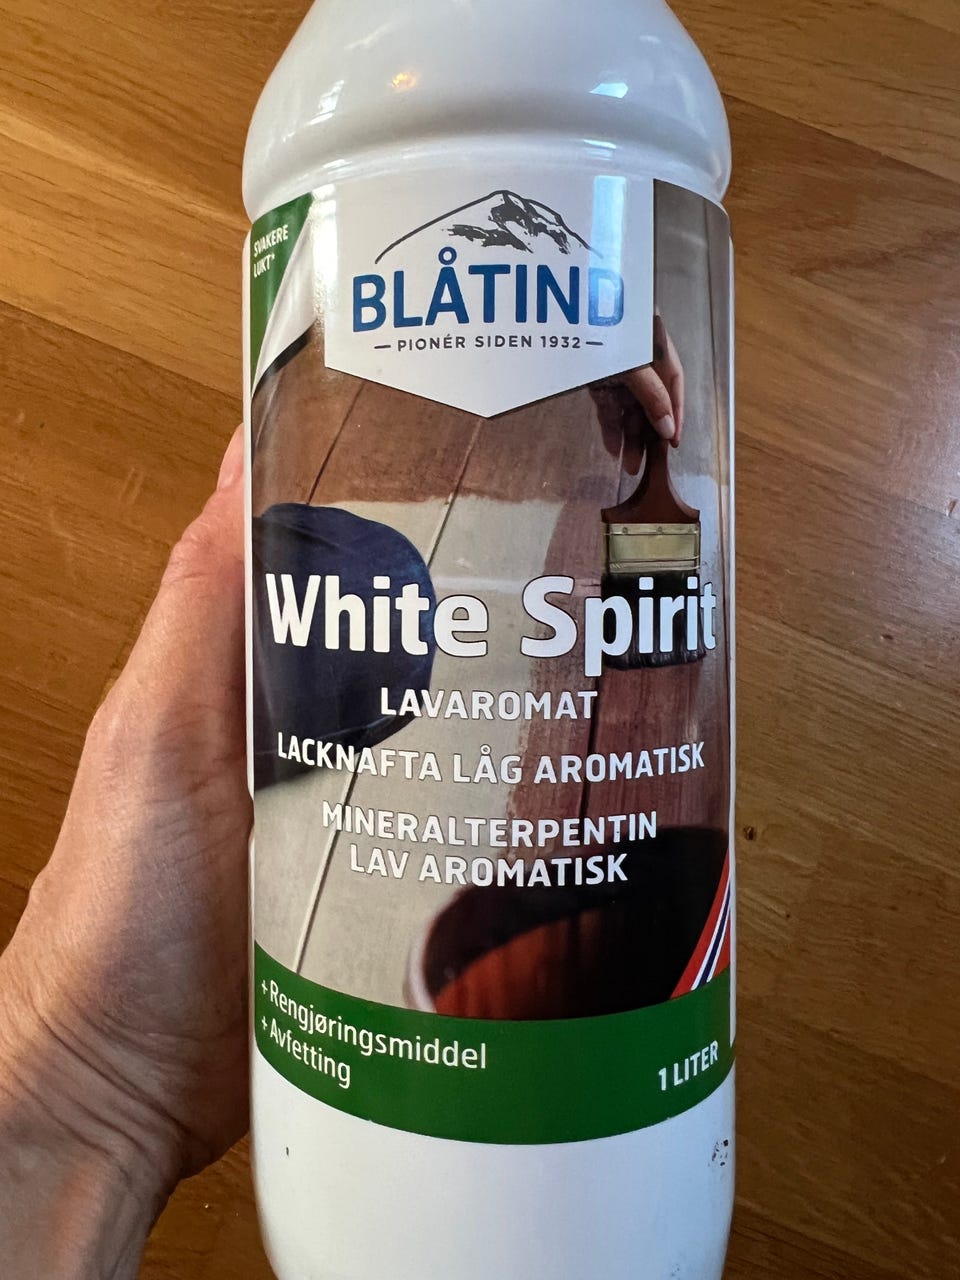 SVAKERE
LUKT*
BLÅTIND
— PIONÉR SIDEN 1932 —
White Spirit
LAVAROMAT
LACKNAFTA LÅG AROMATISK
MINERALTERPENTIN
LAV AROMATISK
+ Rengjøringsmiddel
+ Avfetting
1 LITER